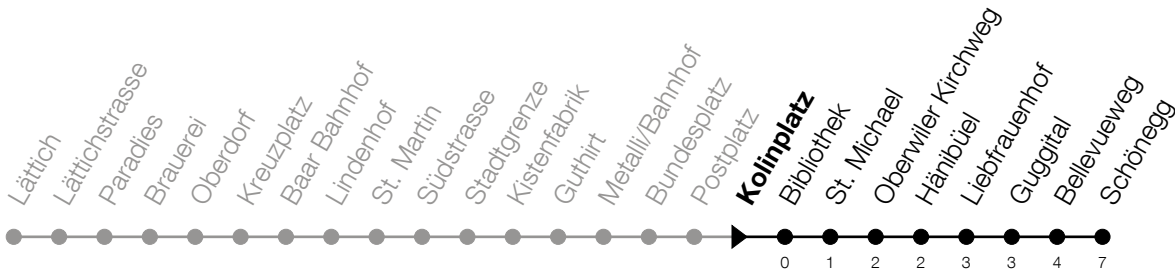 Lättich
Lättichstrasse
Paradies
Brauerei
Oberdorf
Kreuzplatz
Baar Bahnhof
Lindenhof
St. Martin
Südstrasse
Stadtgrenze
Kistenfabrik
Guthirt
Metalli/Bahnhof
Bundesplatz
Postplatz
Kolinplatz
Bibliothek
St. Michael
Oberwiler Kirchweg
Hänibüel
Liebfrauenhof
Guggital
Bellevueweg
Schönegg
0 1 2 2 3 3 4 7